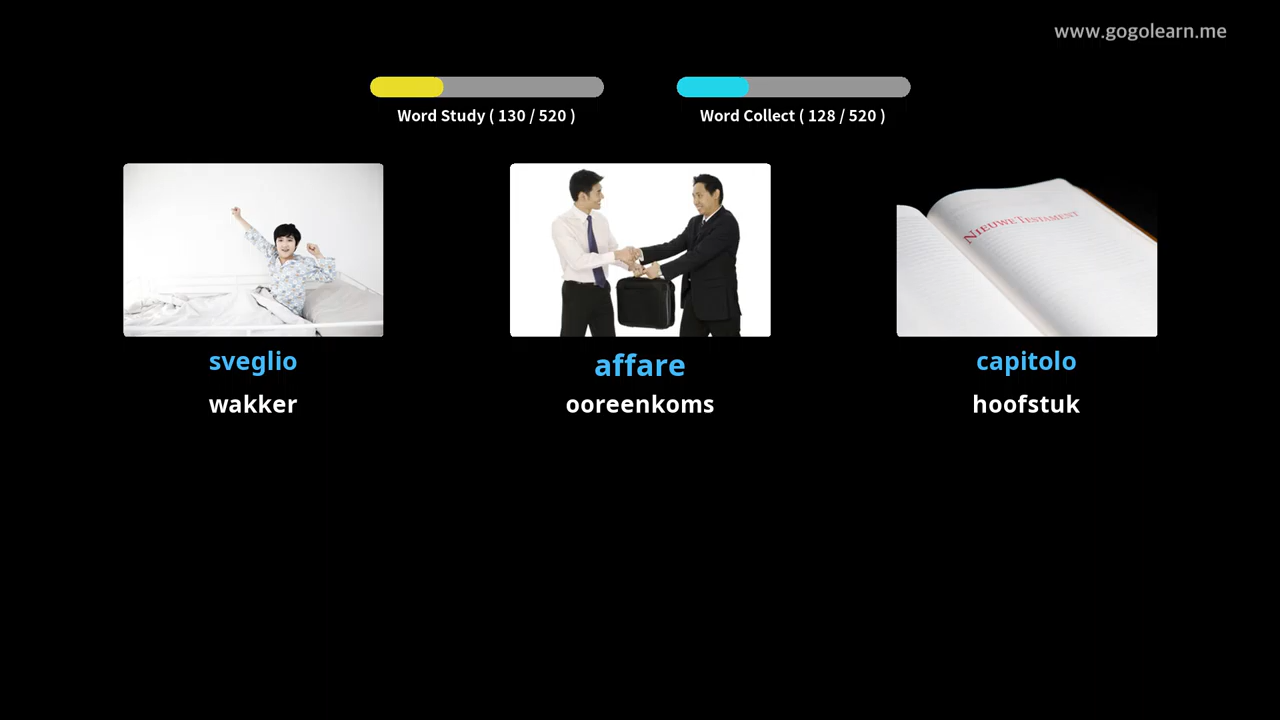 www.gogolearn.me
Word Study ( 130 / 520 )
Word Collect ( 128 / 520 )
NIEUWE TESTAMENT
sveglio
affare
capitolo
wakker
ooreenkoms
hoofstuk